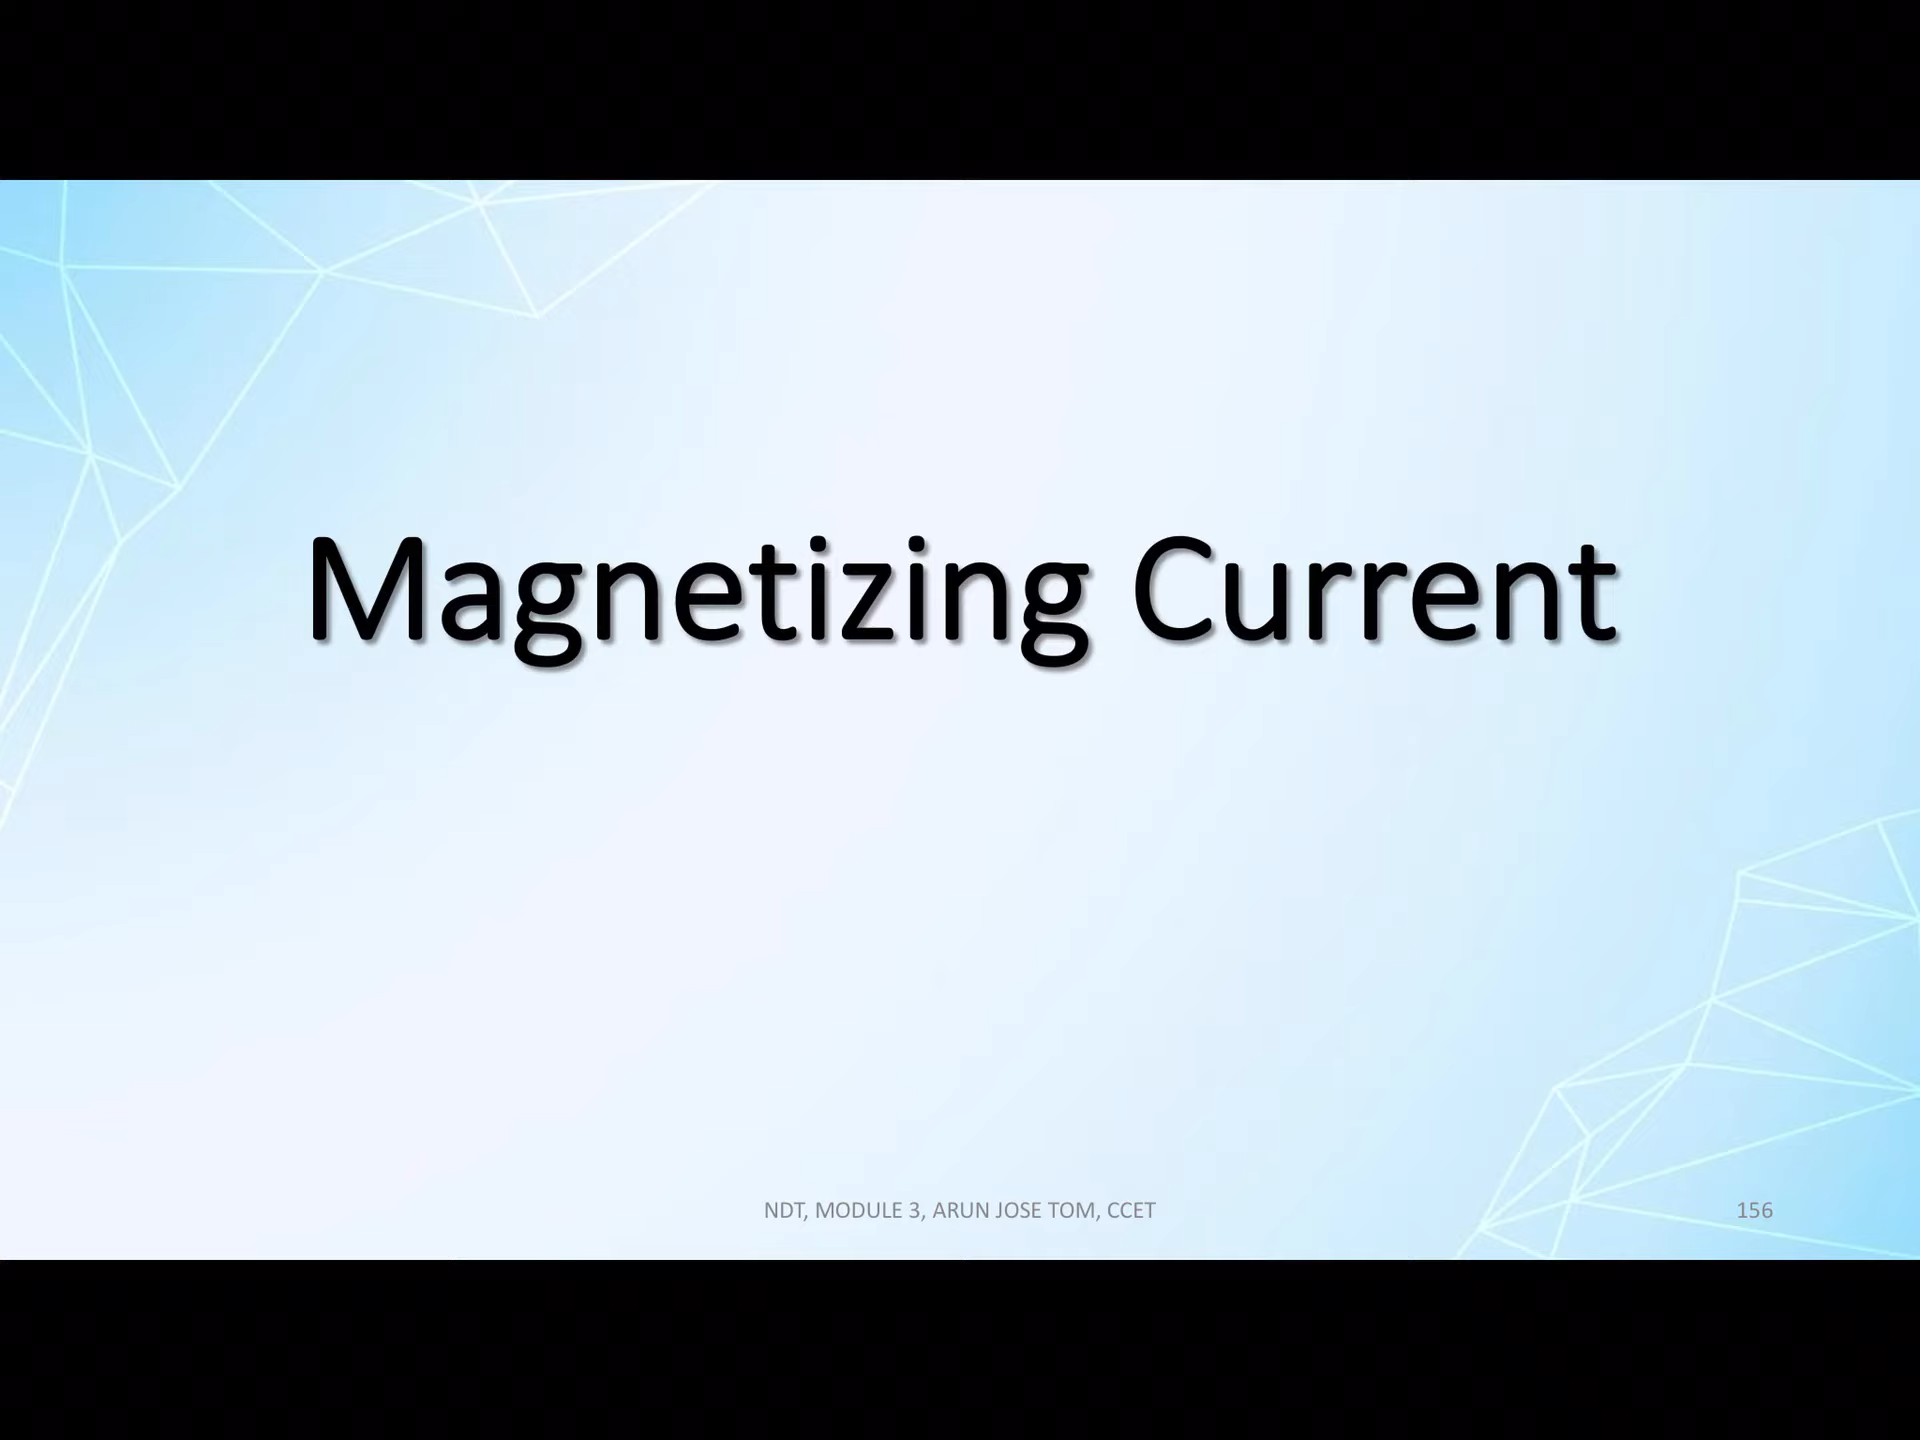 Magnetizing Current
NDT, MODULE 3, ARUN JOSE TOM, CCET
156